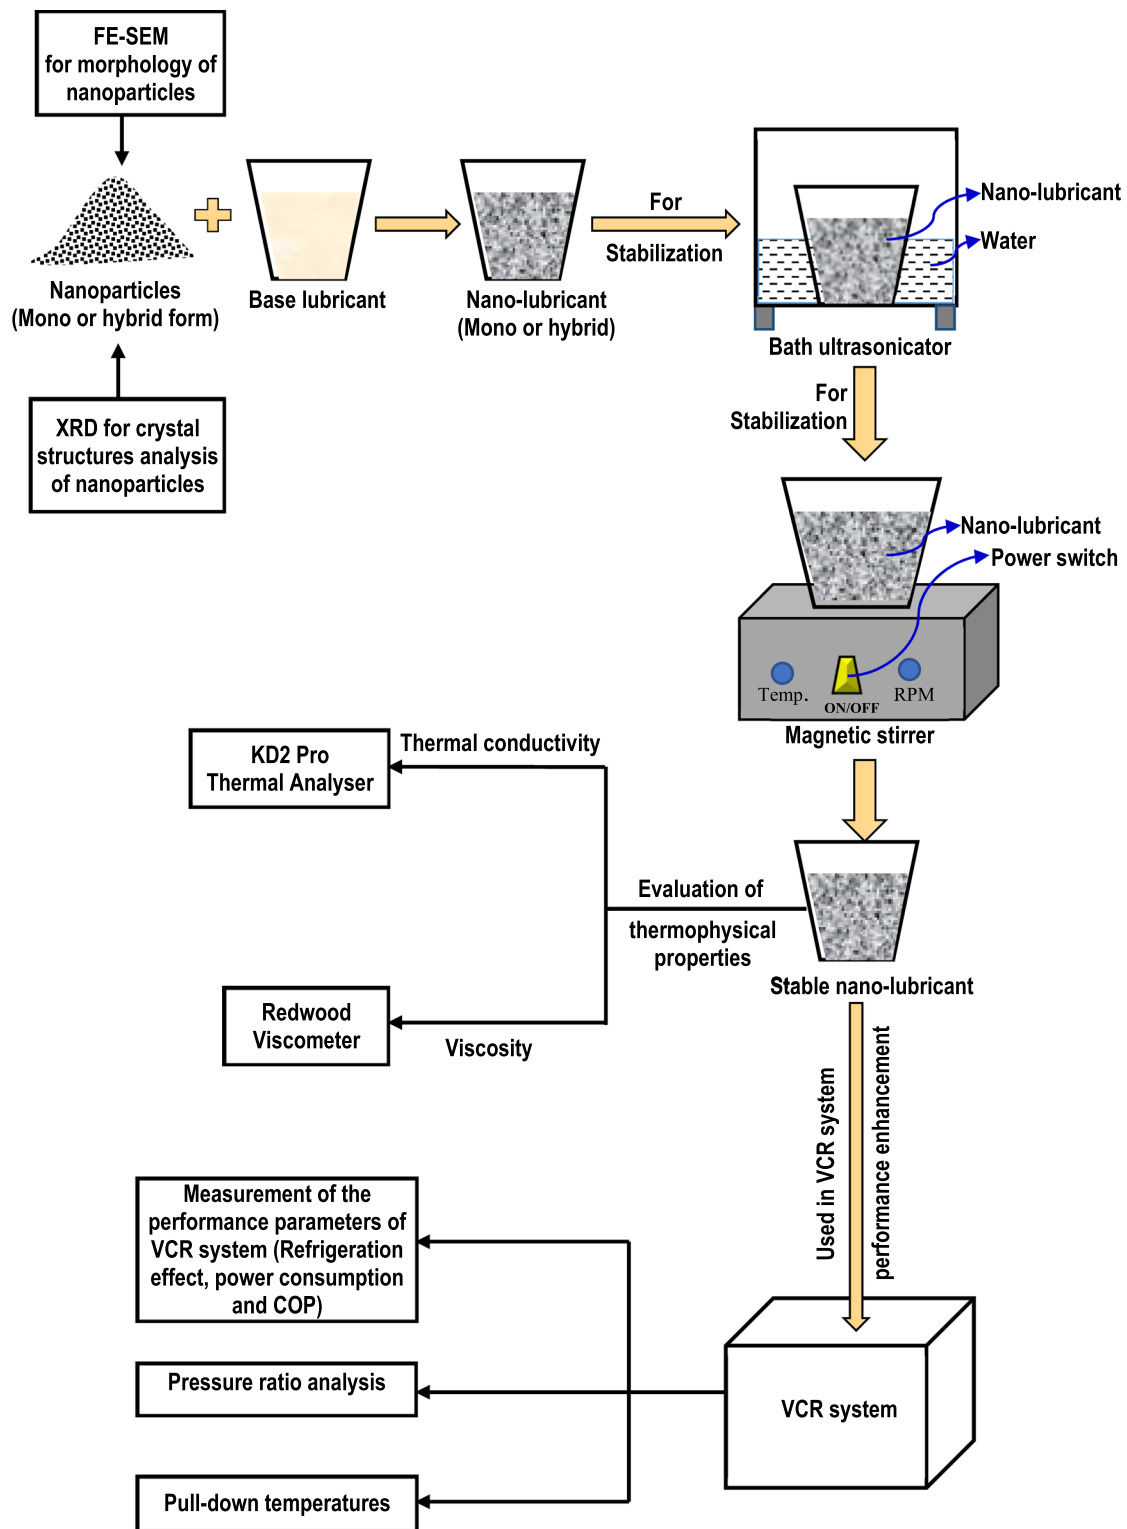 FE-SEM
for morphology of
nanoparticles
Nanoparticles
(Mono or hybrid form)
XRD for crystal
structures analysis
of nanoparticles
Base lubricant
Nano-lubricant
(Mono or hybrid)
For
Stabilization
Nano-lubricant
Water
Bath ultrasonicator
For
Stabilization
Nano-lubricant
Power switch
Temp.
ON/OFF
RPM
Magnetic stirrer
KD2 Pro
Thermal Analyser
Thermal conductivity
Evaluation of
thermophysical
properties
Stable nano-lubricant
Redwood
Viscometer
Viscosity
Used in VCR system
performance enhancement
Measurement of the
performance parameters of
VCR system (Refrigeration
effect, power consumption
and COP)
Pressure ratio analysis
VCR system
Pull-down temperatures